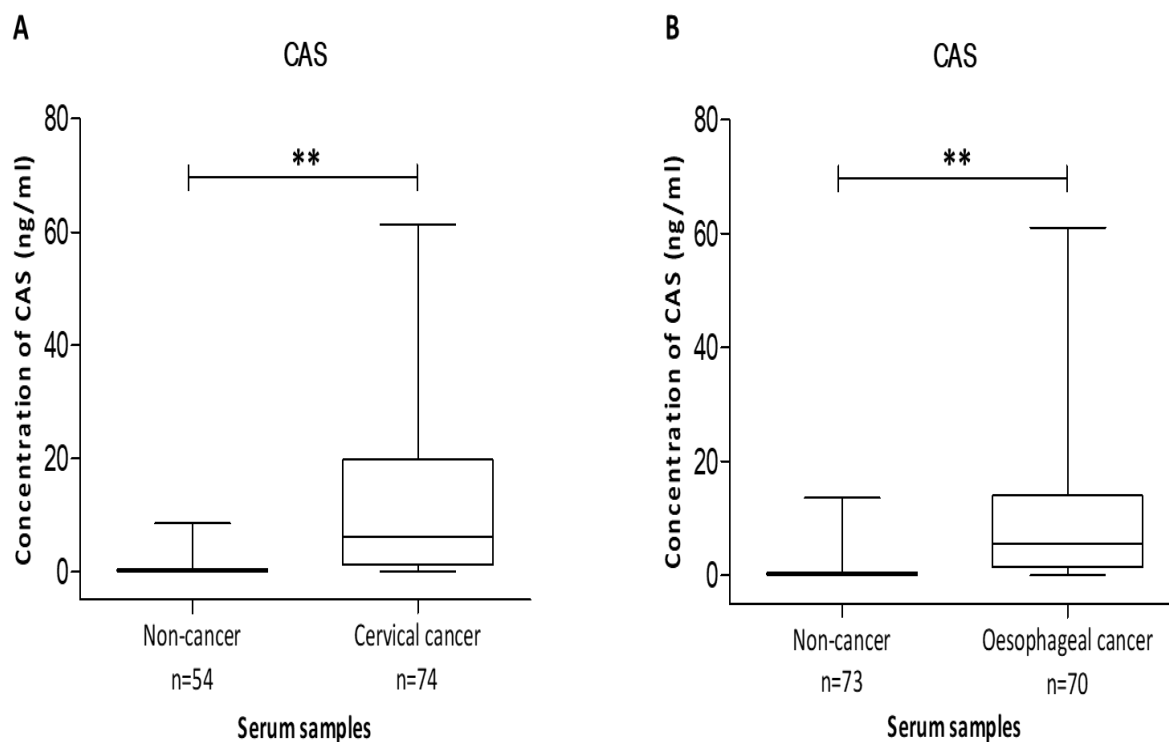 A
CAS
Concentration of CAS (ng/ml)
80
60
40
20
0
**
Non-cancer
n=54
Cervical cancer
n=74
Serum samples
B
CAS
Concentration of CAS (ng/ml)
80
60
40
20
0
**
Non-cancer
n=73
Oesophageal cancer
n=70
Serum samples